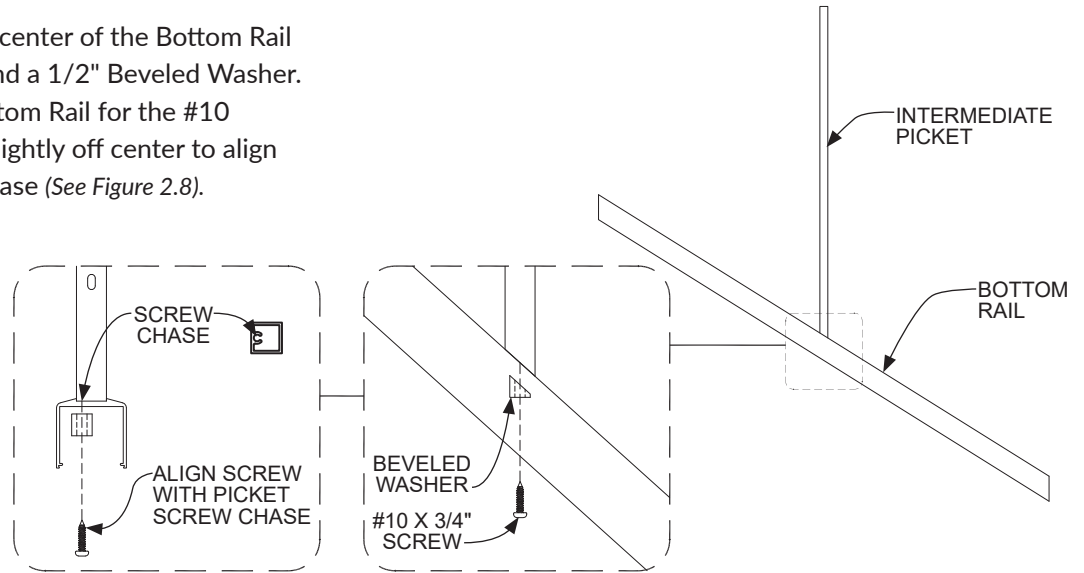 center of the Bottom Rail
nd a 1/2" Beveled Washer.
tom Rail for the #10
lightly off center to align
ase (See Figure 2.8).
INTERMEDIATE
PICKET
BOTTOM
RAIL
SCREW
CHASE
ALIGN SCREW
WITH PICKET
SCREW CHASE
BEVELED
WASHER
#10 X 3/4"
SCREW